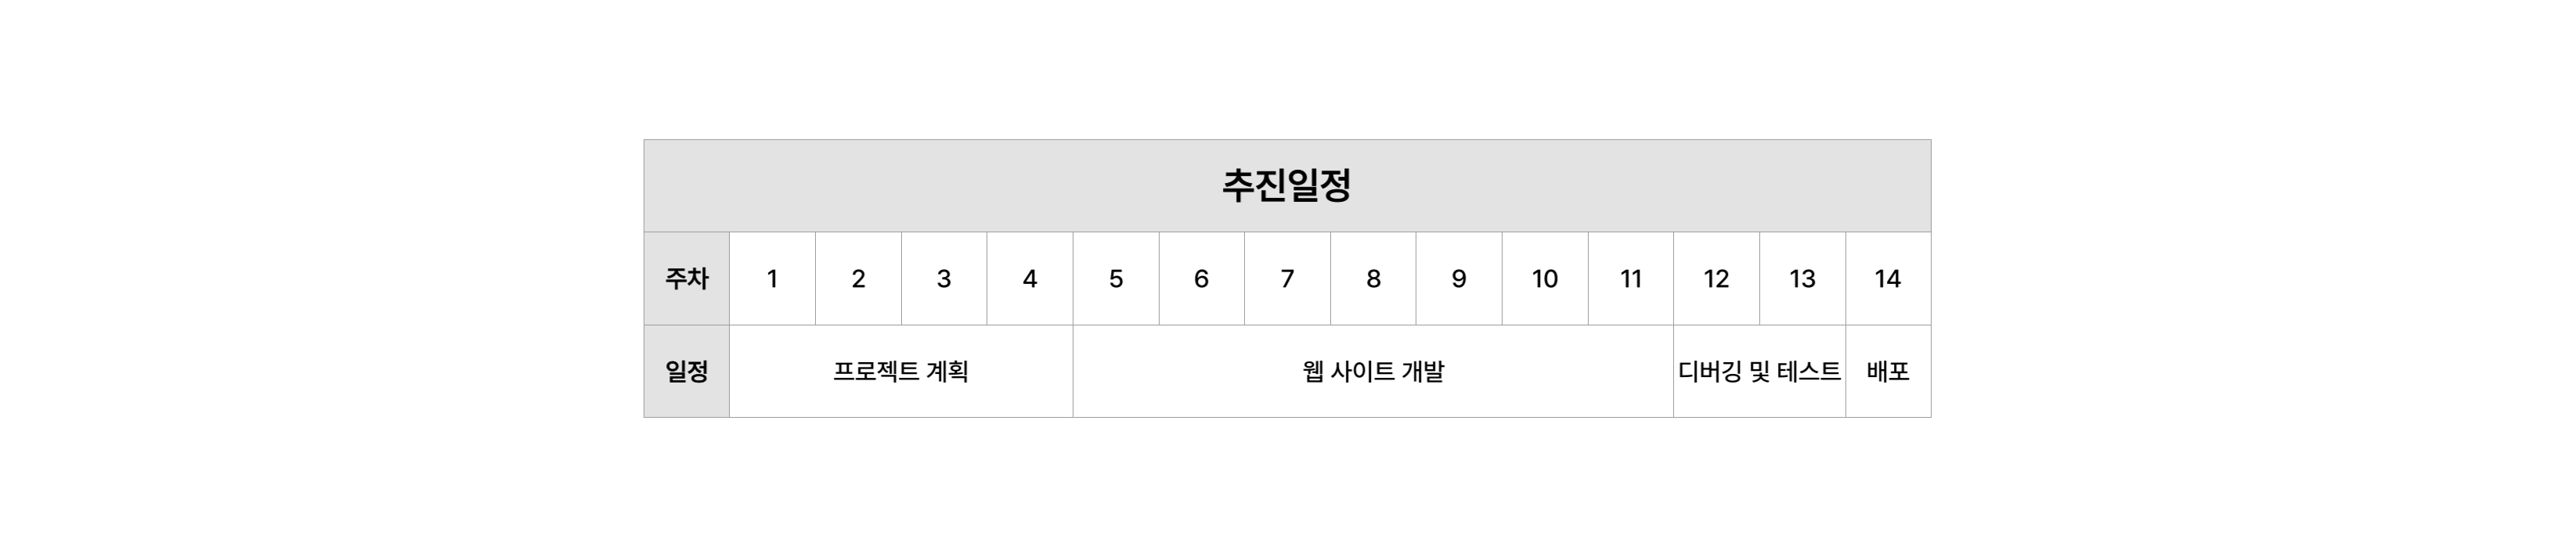 추진일정
주차 1 2 3 4 5 6 7 8 9 10 11 12 13 14
일정 프로젝트 계획 웹 사이트 개발 디버깅 및 테스트 배포